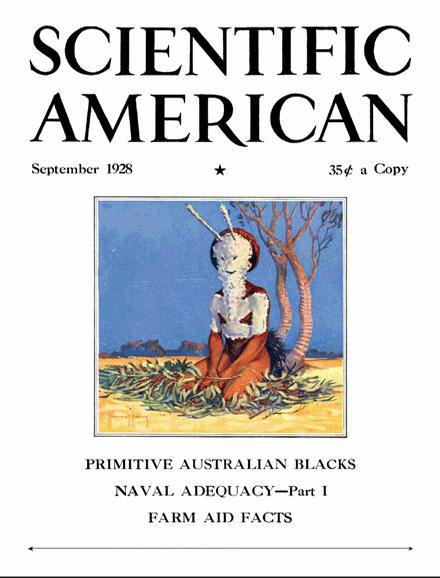 SCIENTIFIC
AMERICAN
September 1928 ★ 35¢ a Copy
PRIMITIVE AUSTRALIAN BLACKS
NAVAL ADEQUACY—Part I
FARM AID FACTS